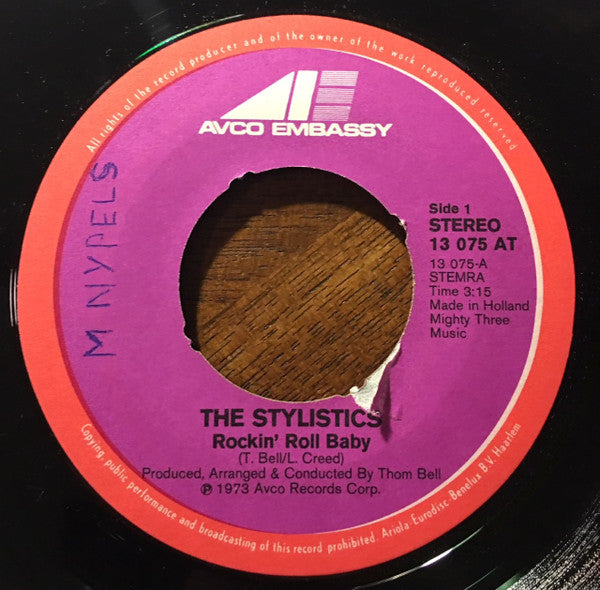 All rights of the record producer and of the owner of the work reproduced reserved
AVCO EMBASSY
M NYPELS
Side 1
STEREO
13 075 AT
13 075-A
STEMRA
Time 3:15
Made in Holland
Mighty Three
Music
THE STYLISTICS
Rockin' Roll Baby
(T. Bell/L. Creed)
Produced, Arranged & Conducted By Thom Bell
℗ 1973 Avco Records Corp.
Copying, public performance and broadcasting of this record prohibited. Ariola-Eurodisc Benelux B.V. Haarlem